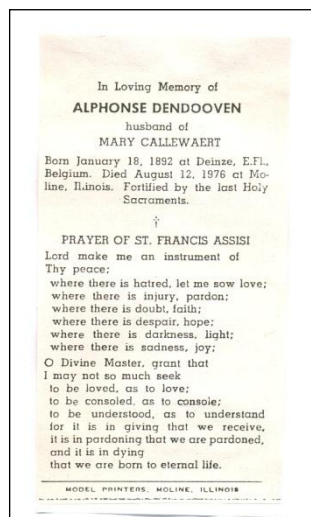 In Loving Memory of
ALPHONSE DENDOOVEN
husband of
MARY CALLEWAERT
Born January 18, 1892 at Deinze, E.Fl.,
Belgium. Died August 12, 1976 at Mo-
line, Illinois. Fortified by the last Holy
Sacraments.
†
PRAYER OF ST. FRANCIS ASSISI
Lord make me an instrument of
Thy peace;
where there is hatred, let me sow love;
where there is injury, pardon;
where there is doubt, faith;
where there is despair, hope;
where there is darkness, light;
where there is sadness, joy;
O Divine Master, grant that
I may not so much seek
to be loved, as to love;
to be consoled, as to console;
to be understood, as to understand
for it is in giving that we receive,
it is in pardoning that we are pardoned,
and it is in dying
that we are born to eternal life.
MODEL PRINTERS, MOLINE, ILLINOIS